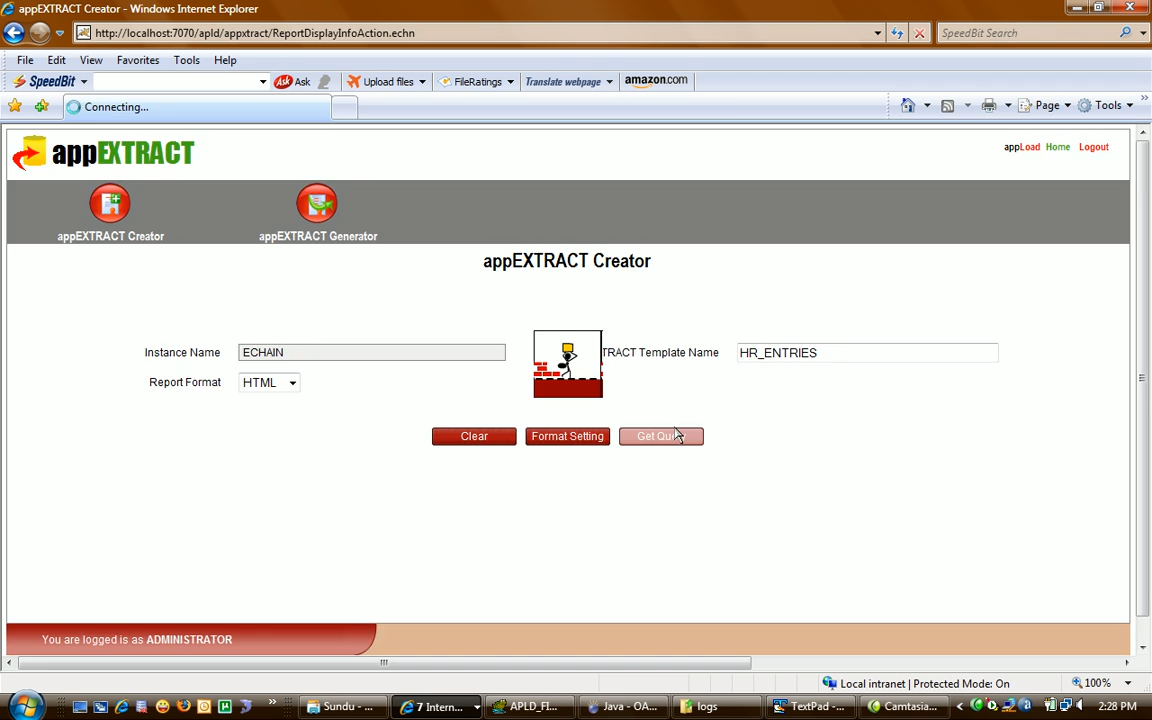 appEXTRACT Creator - Windows Internet Explorer
http://localhost:7070/apld/appxtract/ReportDisplayInfoAction.echn
SpeedBit Search
File Edit View Favorites Tools Help
SpeedBit Ask Ask Upload files FileRatings Translate webpage amazon.com
Connecting...
Page Tools
appEXTRACT
appLoad Home Logout
appEXTRACT Creator appEXTRACT Generator
appEXTRACT Creator
Instance Name ECHAIN TRACT Template Name HR_ENTRIES
Report Format HTML
Clear Format Setting Get Qu
You are logged is as ADMINISTRATOR
Local intranet | Protected Mode: On 100%
Sundu - ... 7 Intern... APLD_FI... Java - OA... logs TextPad - ... Camtasia... 2:28 PM